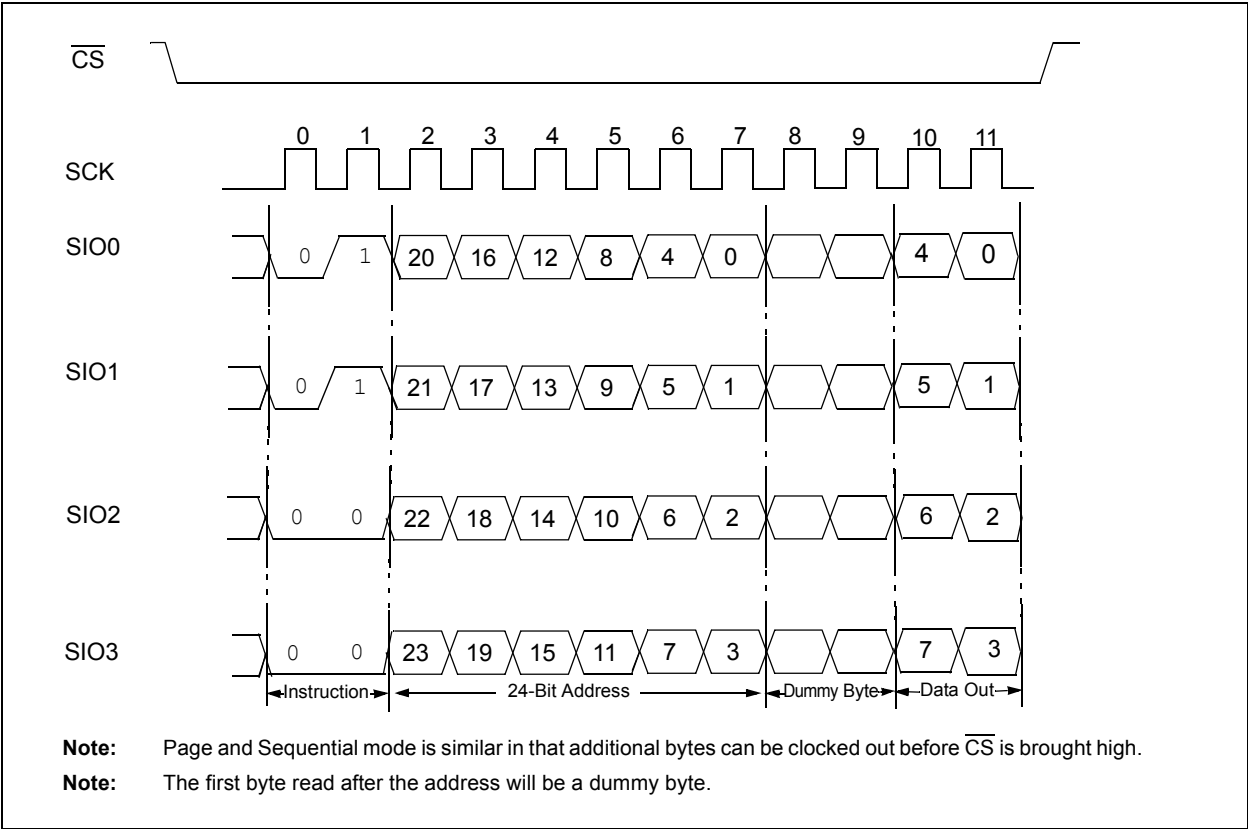 CS
0 1 2 3 4 5 6 7 8 9 10 11
SCK
SIO0 0 1 20 16 12 8 4 0 4 0
SIO1 0 1 21 17 13 9 5 1 5 1
SIO2 0 0 22 18 14 10 6 2 6 2
SIO3 0 0 23 19 15 11 7 3 7 3
Instruction 24-Bit Address Dummy Byte Data Out
Note: Page and Sequential mode is similar in that additional bytes can be clocked out before CS is brought high.
Note: The first byte read after the address will be a dummy byte.